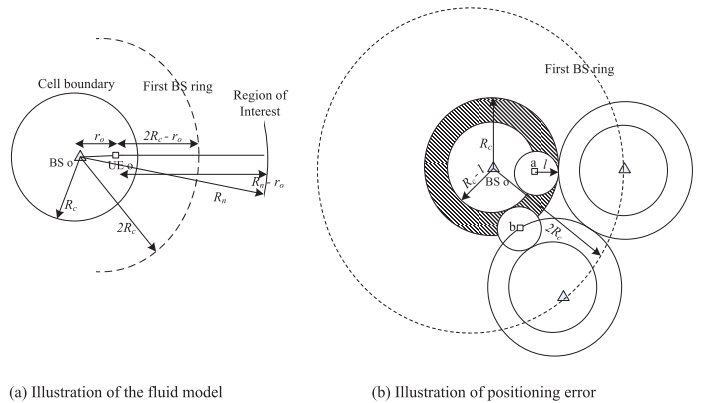 Cell boundary
First BS ring
Region of
Interest
r_o
2R_c - r_o
BS o
UE o
R_n - r_o
R_n
R_c
2R_c
First BS ring
R_c
R_c - l
BS o
a
l
b
2R_c
(a) Illustration of the fluid model
(b) Illustration of positioning error